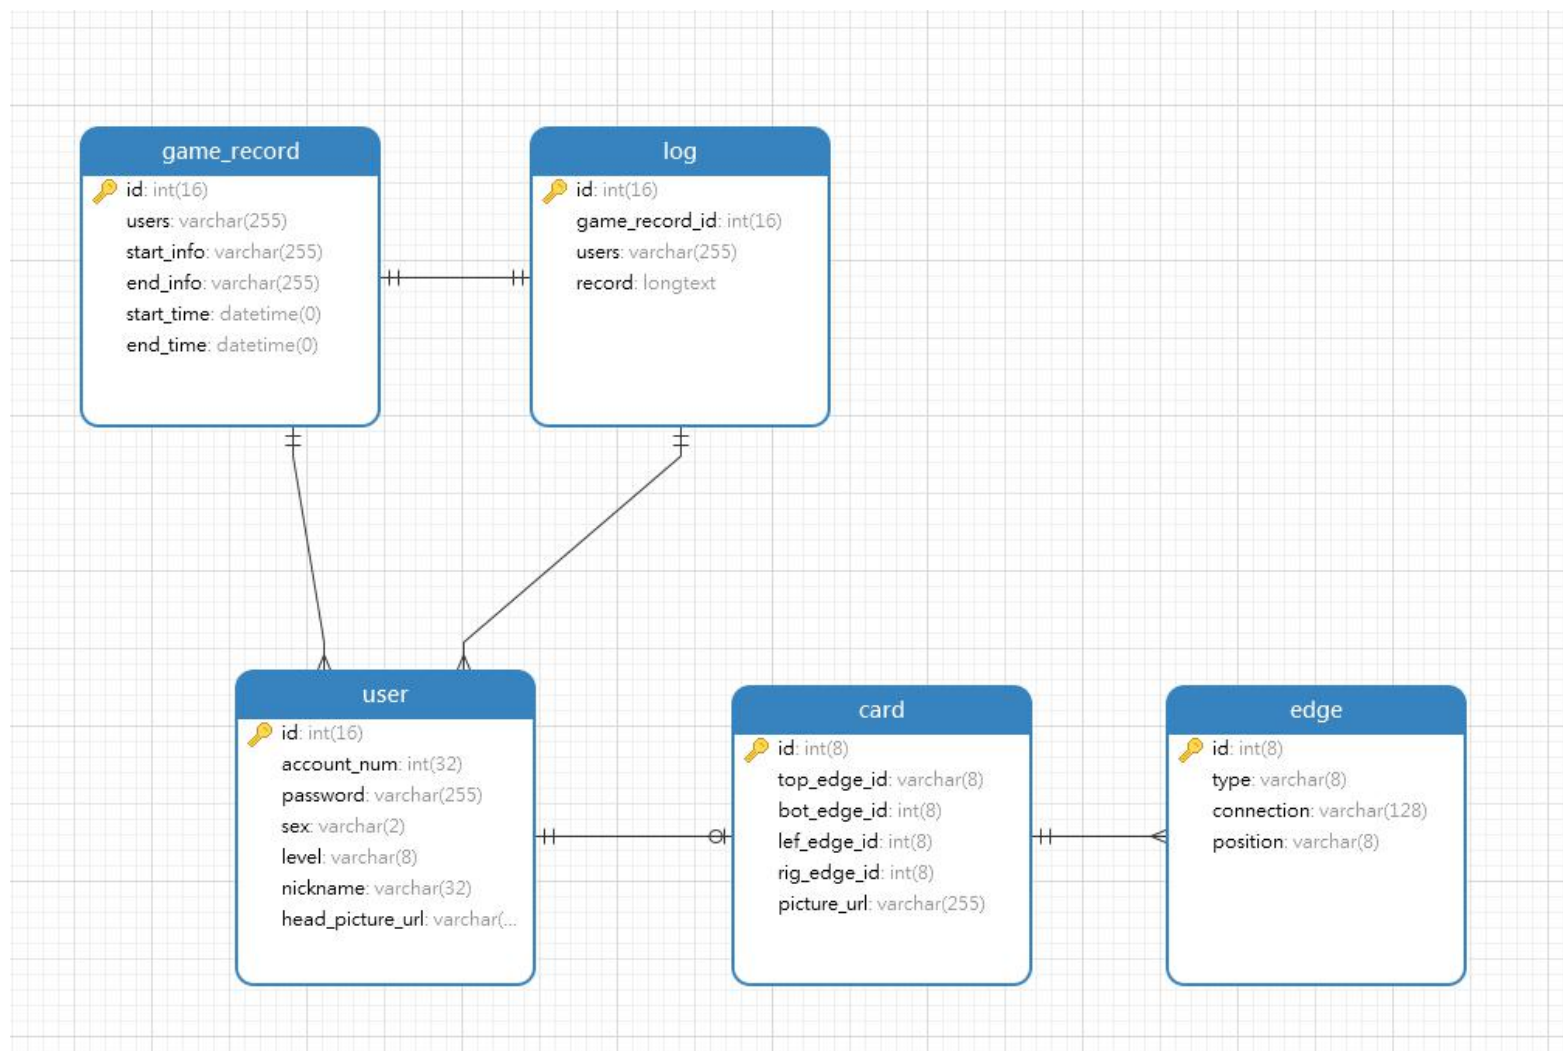 game_record
id: int(16)
users: varchar(255)
start_info: varchar(255)
end_info: varchar(255)
start_time: datetime(0)
end_time: datetime(0)
log
id: int(16)
game_record_id: int(16)
users: varchar(255)
record: longtext
user
id: int(16)
account_num: int(32)
password: varchar(255)
sex: varchar(2)
level: varchar(8)
nickname: varchar(32)
head_picture_url: varchar(...
card
id: int(8)
top_edge_id: varchar(8)
bot_edge_id: int(8)
lef_edge_id: int(8)
rig_edge_id: int(8)
picture_url: varchar(255)
edge
id: int(8)
type: varchar(8)
connection: varchar(128)
position: varchar(8)